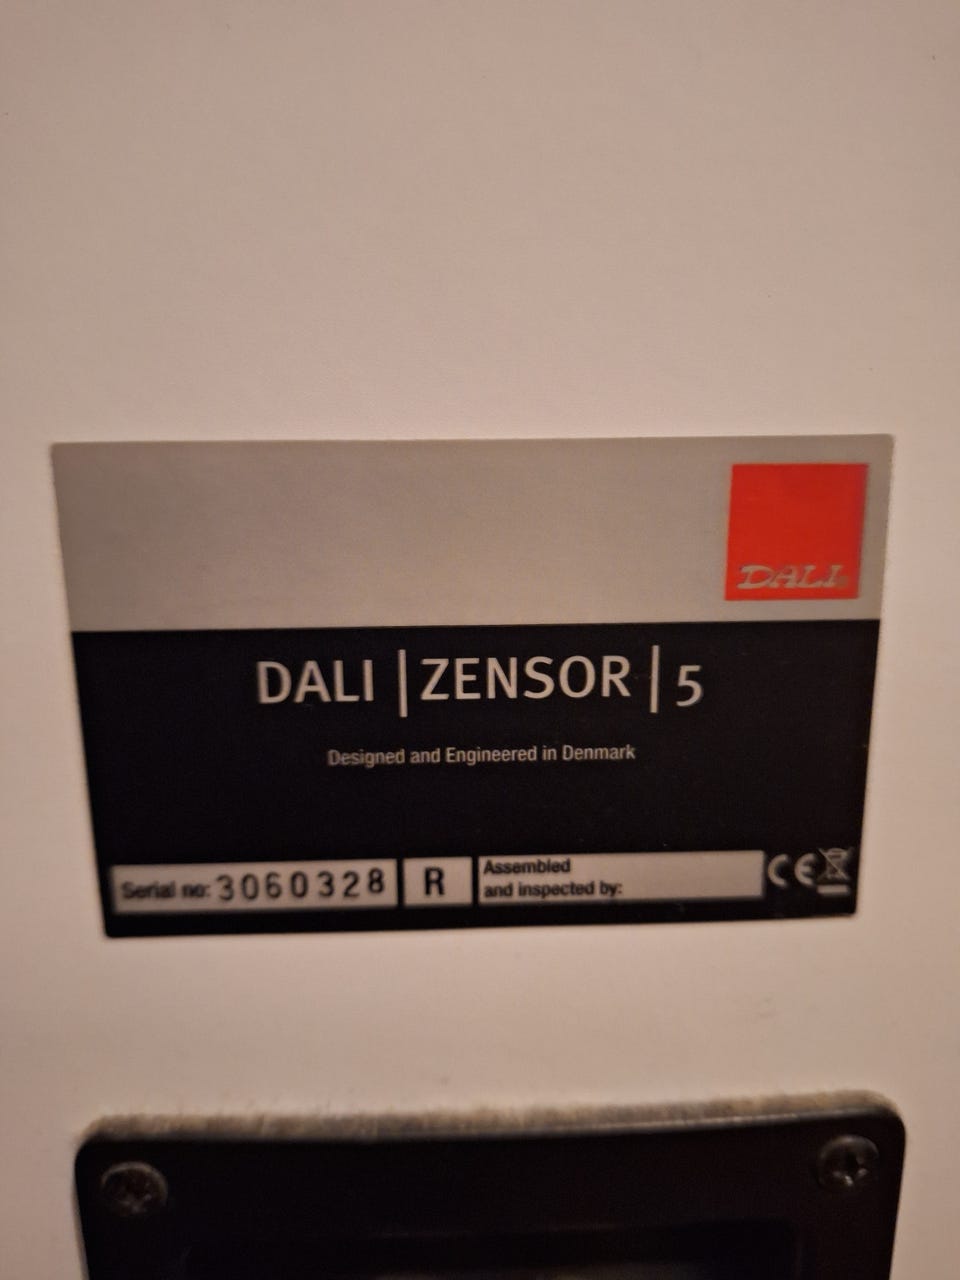 DALI®
DALI | ZENSOR | 5
Designed and Engineered in Denmark
Serial no: 3060328
R
Assembled
and inspected by:
CE